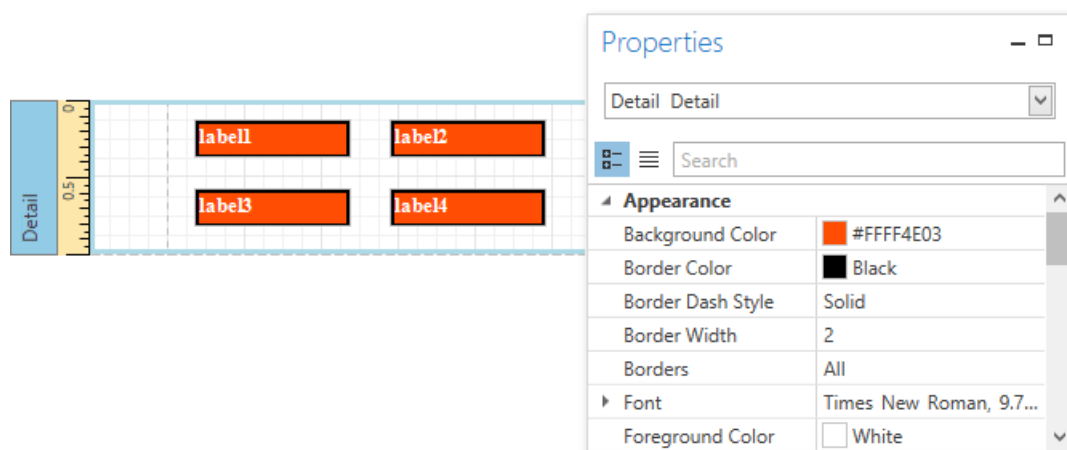 Properties
Detail Detail
Search
Appearance
Background Color #FFFF4E03
Border Color Black
Border Dash Style Solid
Border Width 2
Borders All
Font Times New Roman, 9.7...
Foreground Color White
Detail
0
0.5
label1 label2
label3 label4